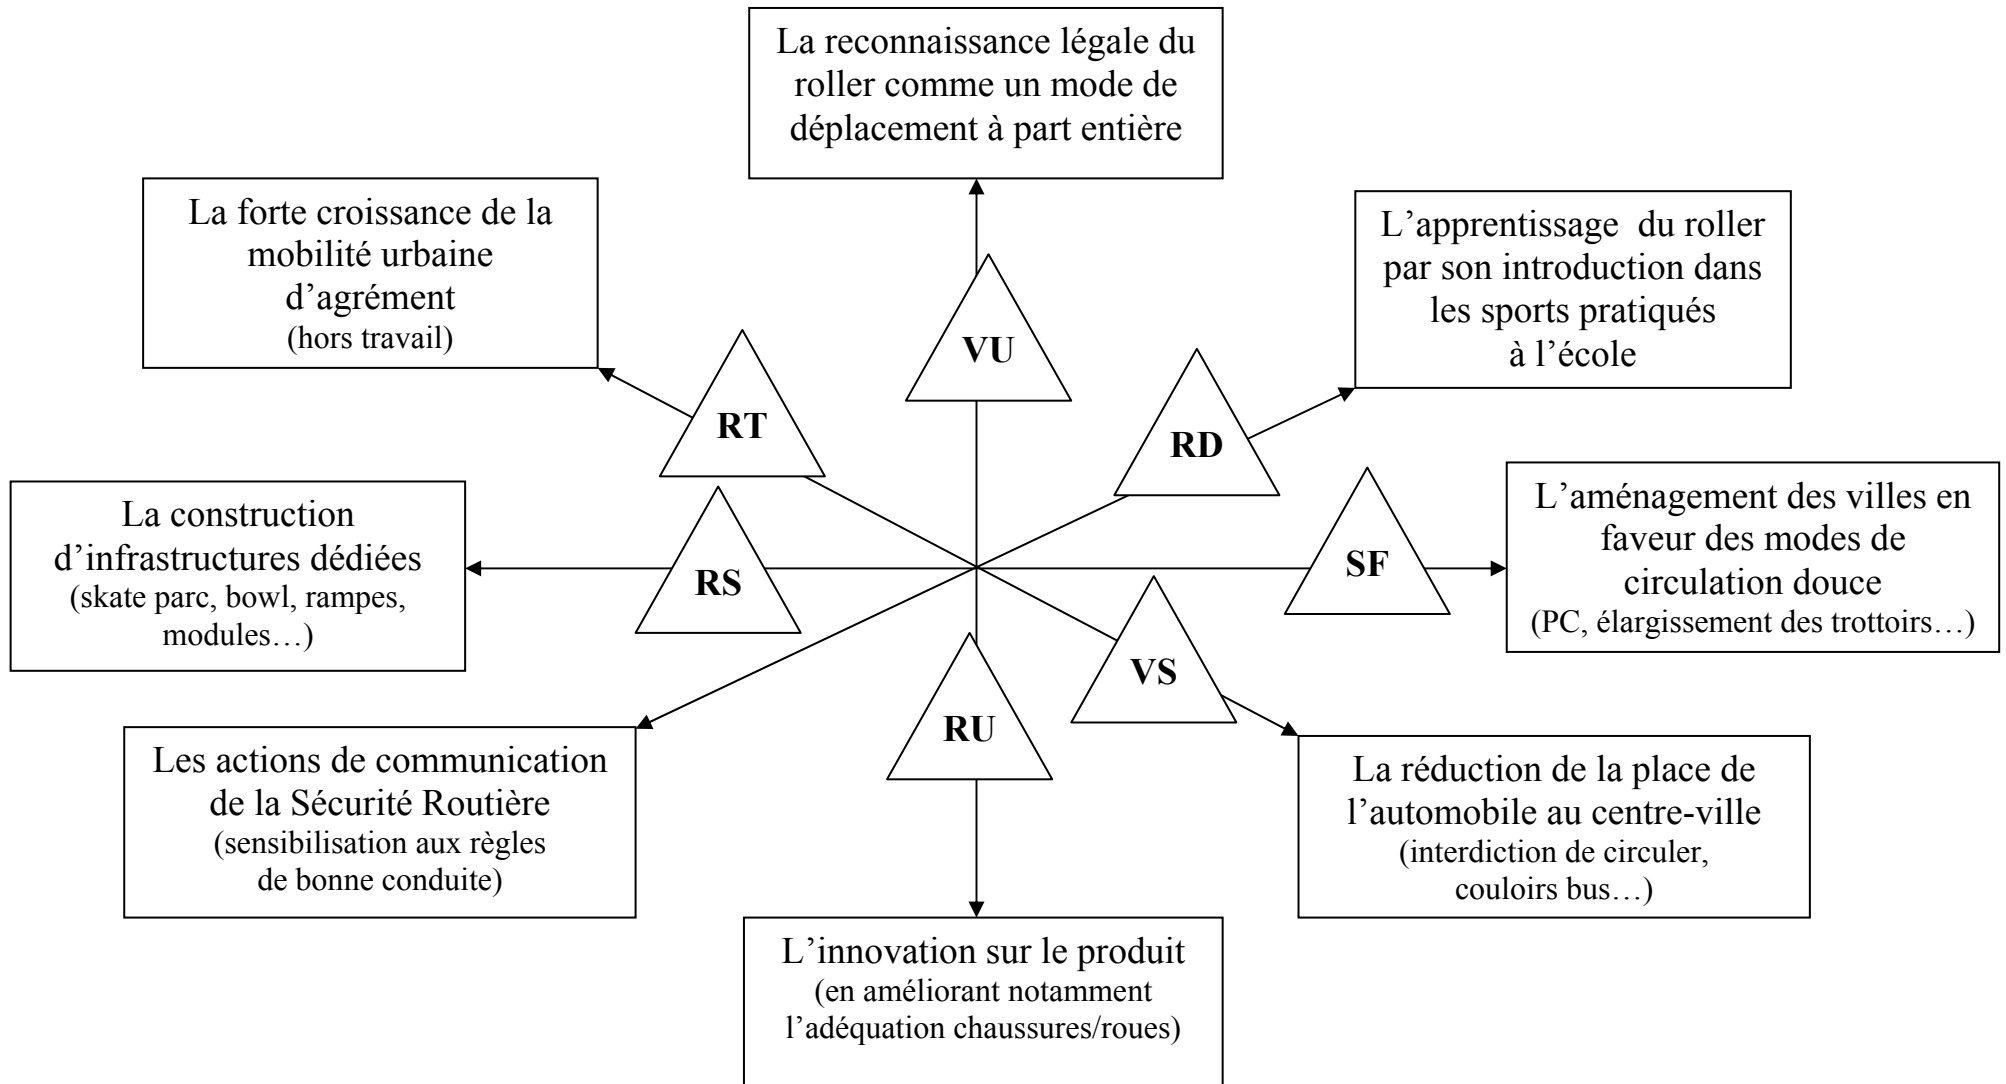 La reconnaissance légale du
roller comme un mode de
déplacement à part entière
La forte croissance de la
mobilité urbaine
d’agrément
(hors travail)
L’apprentissage  du roller
par son introduction dans
les sports pratiqués
à l’école
VU
RT
RD
La construction
d’infrastructures dédiées
(skate parc, bowl, rampes,
modules…)
RS
SF
L’aménagement des villes en
faveur des modes de
circulation douce
(PC, élargissement des trottoirs…)
VS
RU
Les actions de communication
de la Sécurité Routière
(sensibilisation aux règles
de bonne conduite)
La réduction de la place de
l’automobile au centre-ville
(interdiction de circuler,
couloirs bus…)
L’innovation sur le produit
(en améliorant notamment
l’adéquation chaussures/roues)